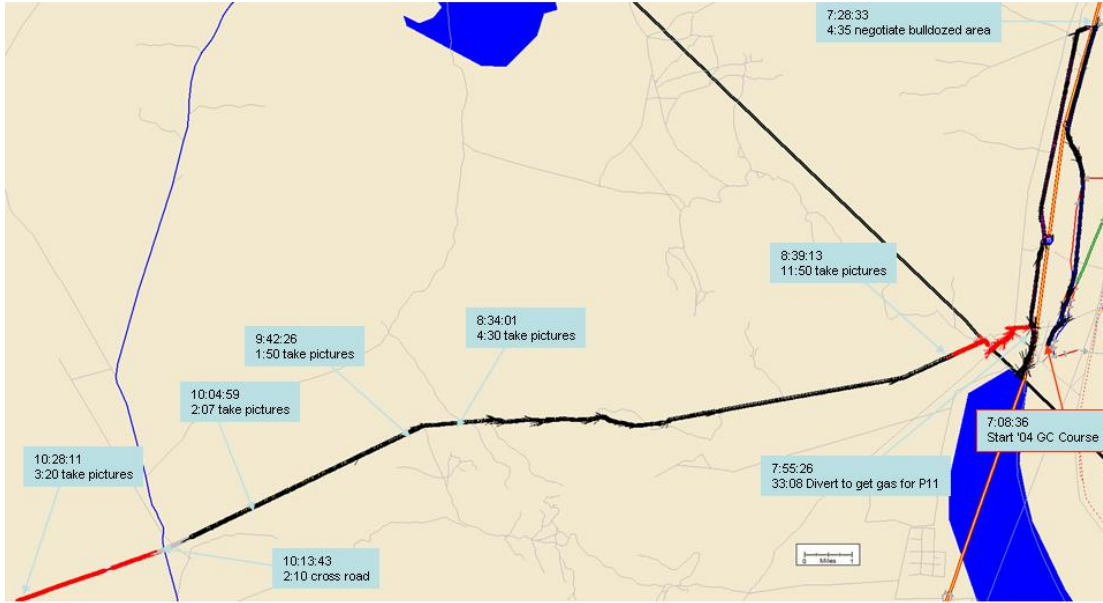 7:28:33
4:35 negotiate bulldozed area
8:39:13
11:50 take pictures
8:34:01
4:30 take pictures
9:42:26
1:50 take pictures
10:04:59
2:07 take pictures
10:28:11
3:20 take pictures
7:08:36
Start '04 GC Course
7:55:26
33:08 Divert to get gas for P11
10:13:43
2:10 cross road
0 Miles 1